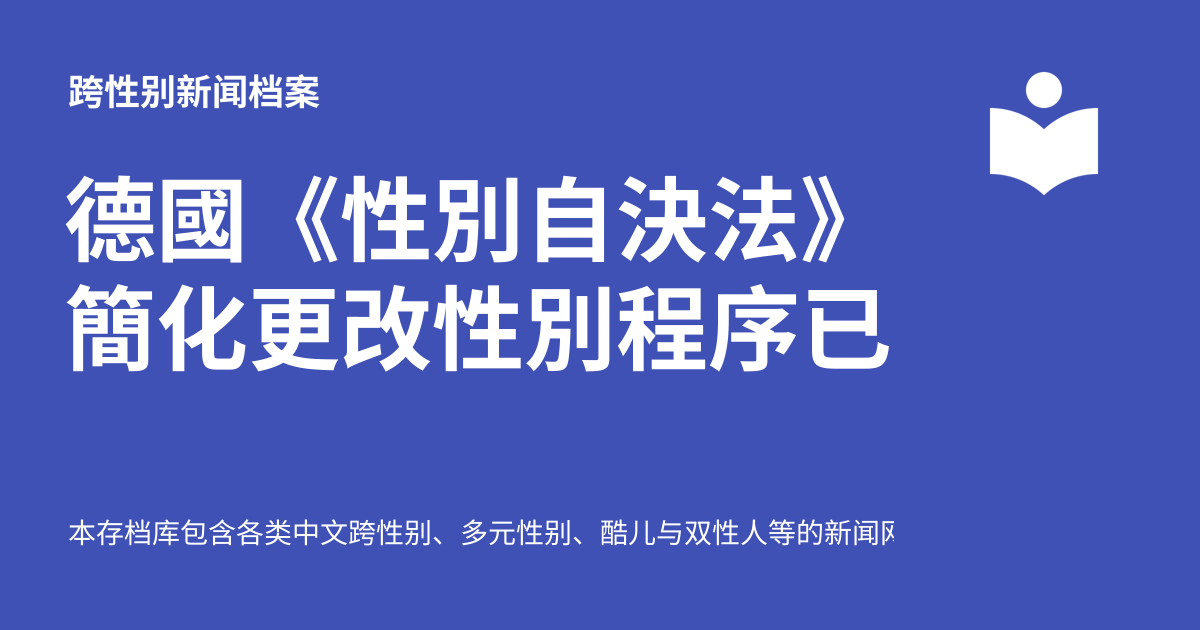 跨性别新闻档案
德國《性別自決法》
簡化更改性別程序已
本存档库包含各类中文跨性别、多元性别、酷儿与双性人等的新闻